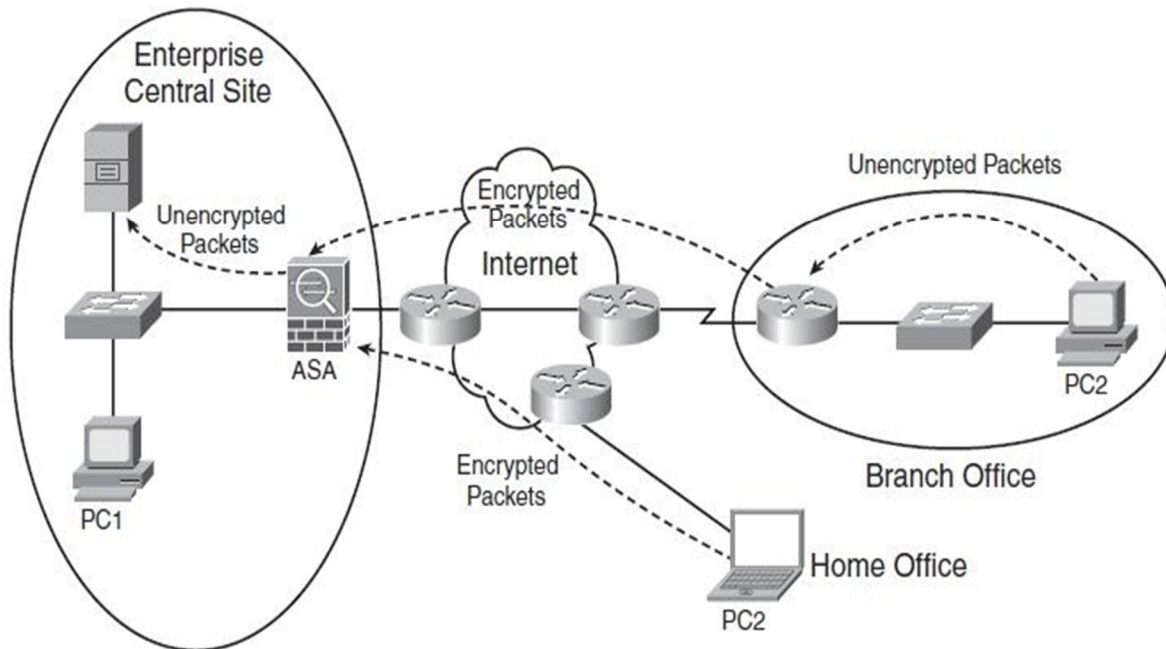 Enterprise
Central Site
Unencrypted
Packets
ASA
PC1
Encrypted
Packets
Internet
Encrypted
Packets
Unencrypted Packets
PC2
Branch Office
Home Office
PC2